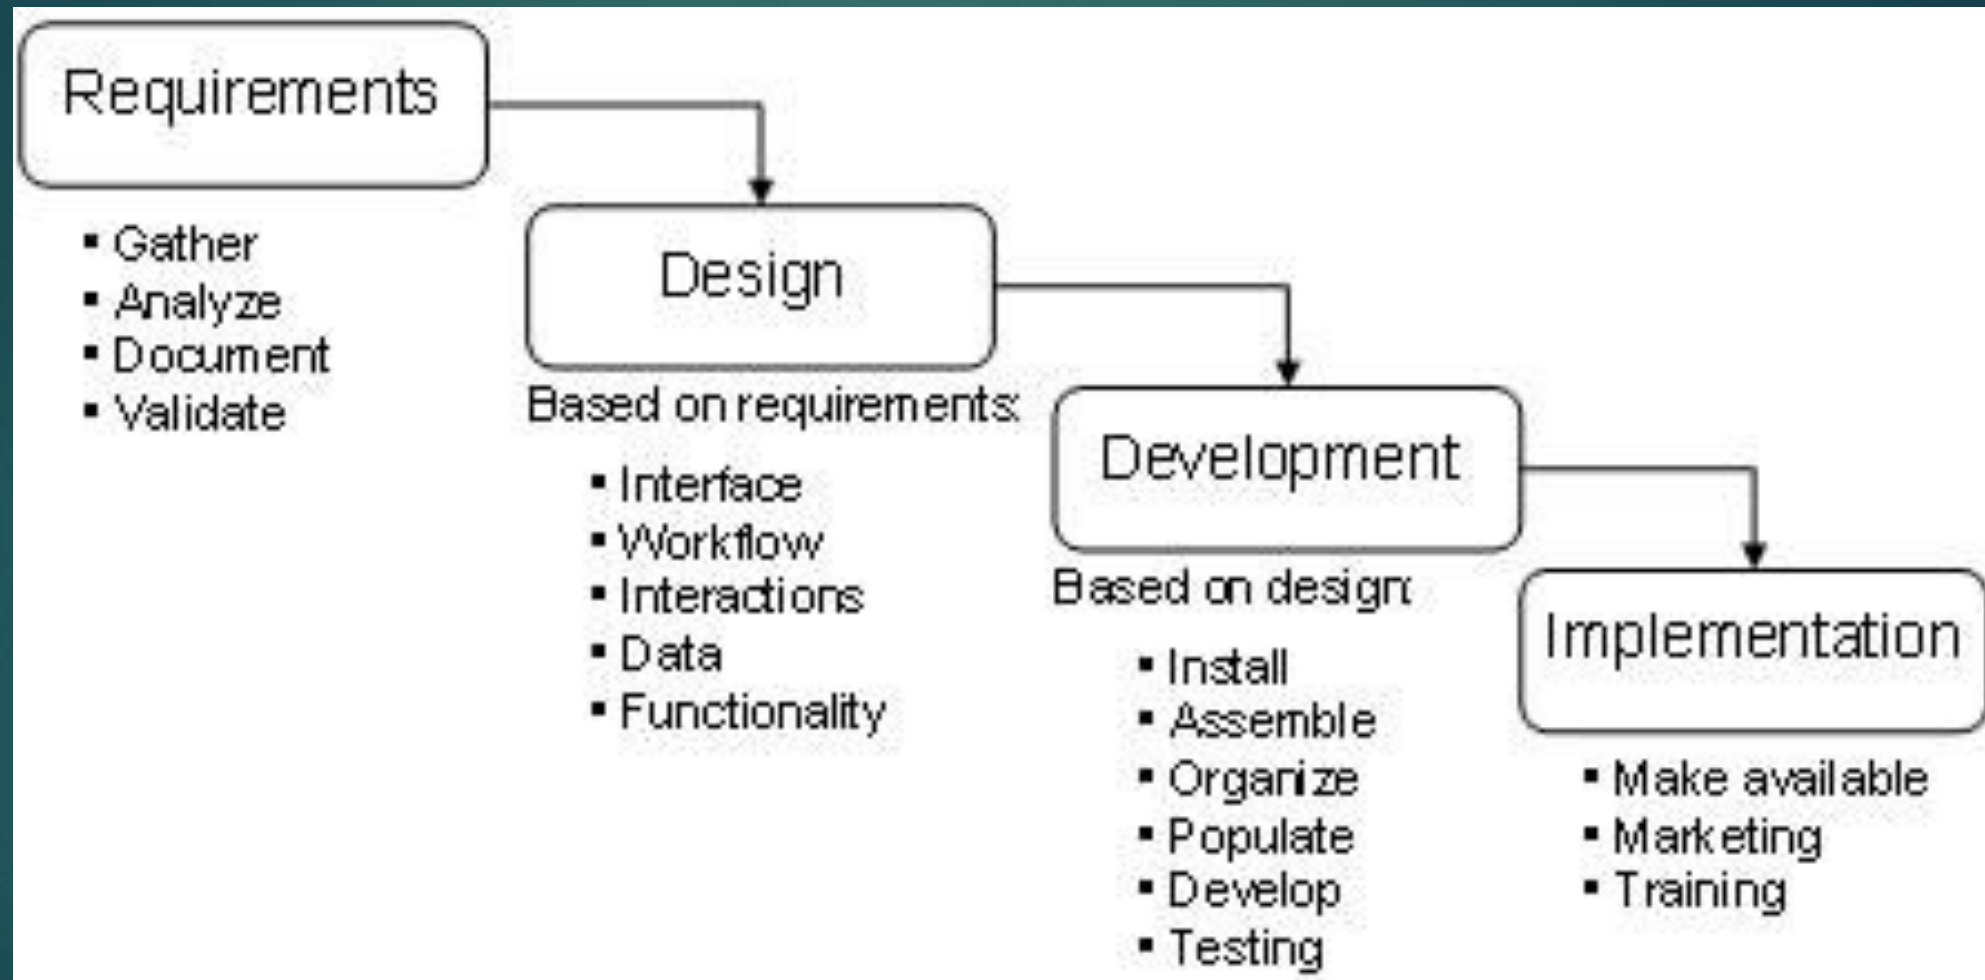 Requirements
▪ Gather
▪ Analyze
▪ Document
▪ Validate
Design
Based on requirements:
▪ Interface
▪ Workflow
▪ Interactions
▪ Data
▪ Functionality
Development
Based on design:
▪ Install
▪ Assemble
▪ Organize
▪ Populate
▪ Develop
▪ Testing
Implementation
▪ Make available
▪ Marketing
▪ Training